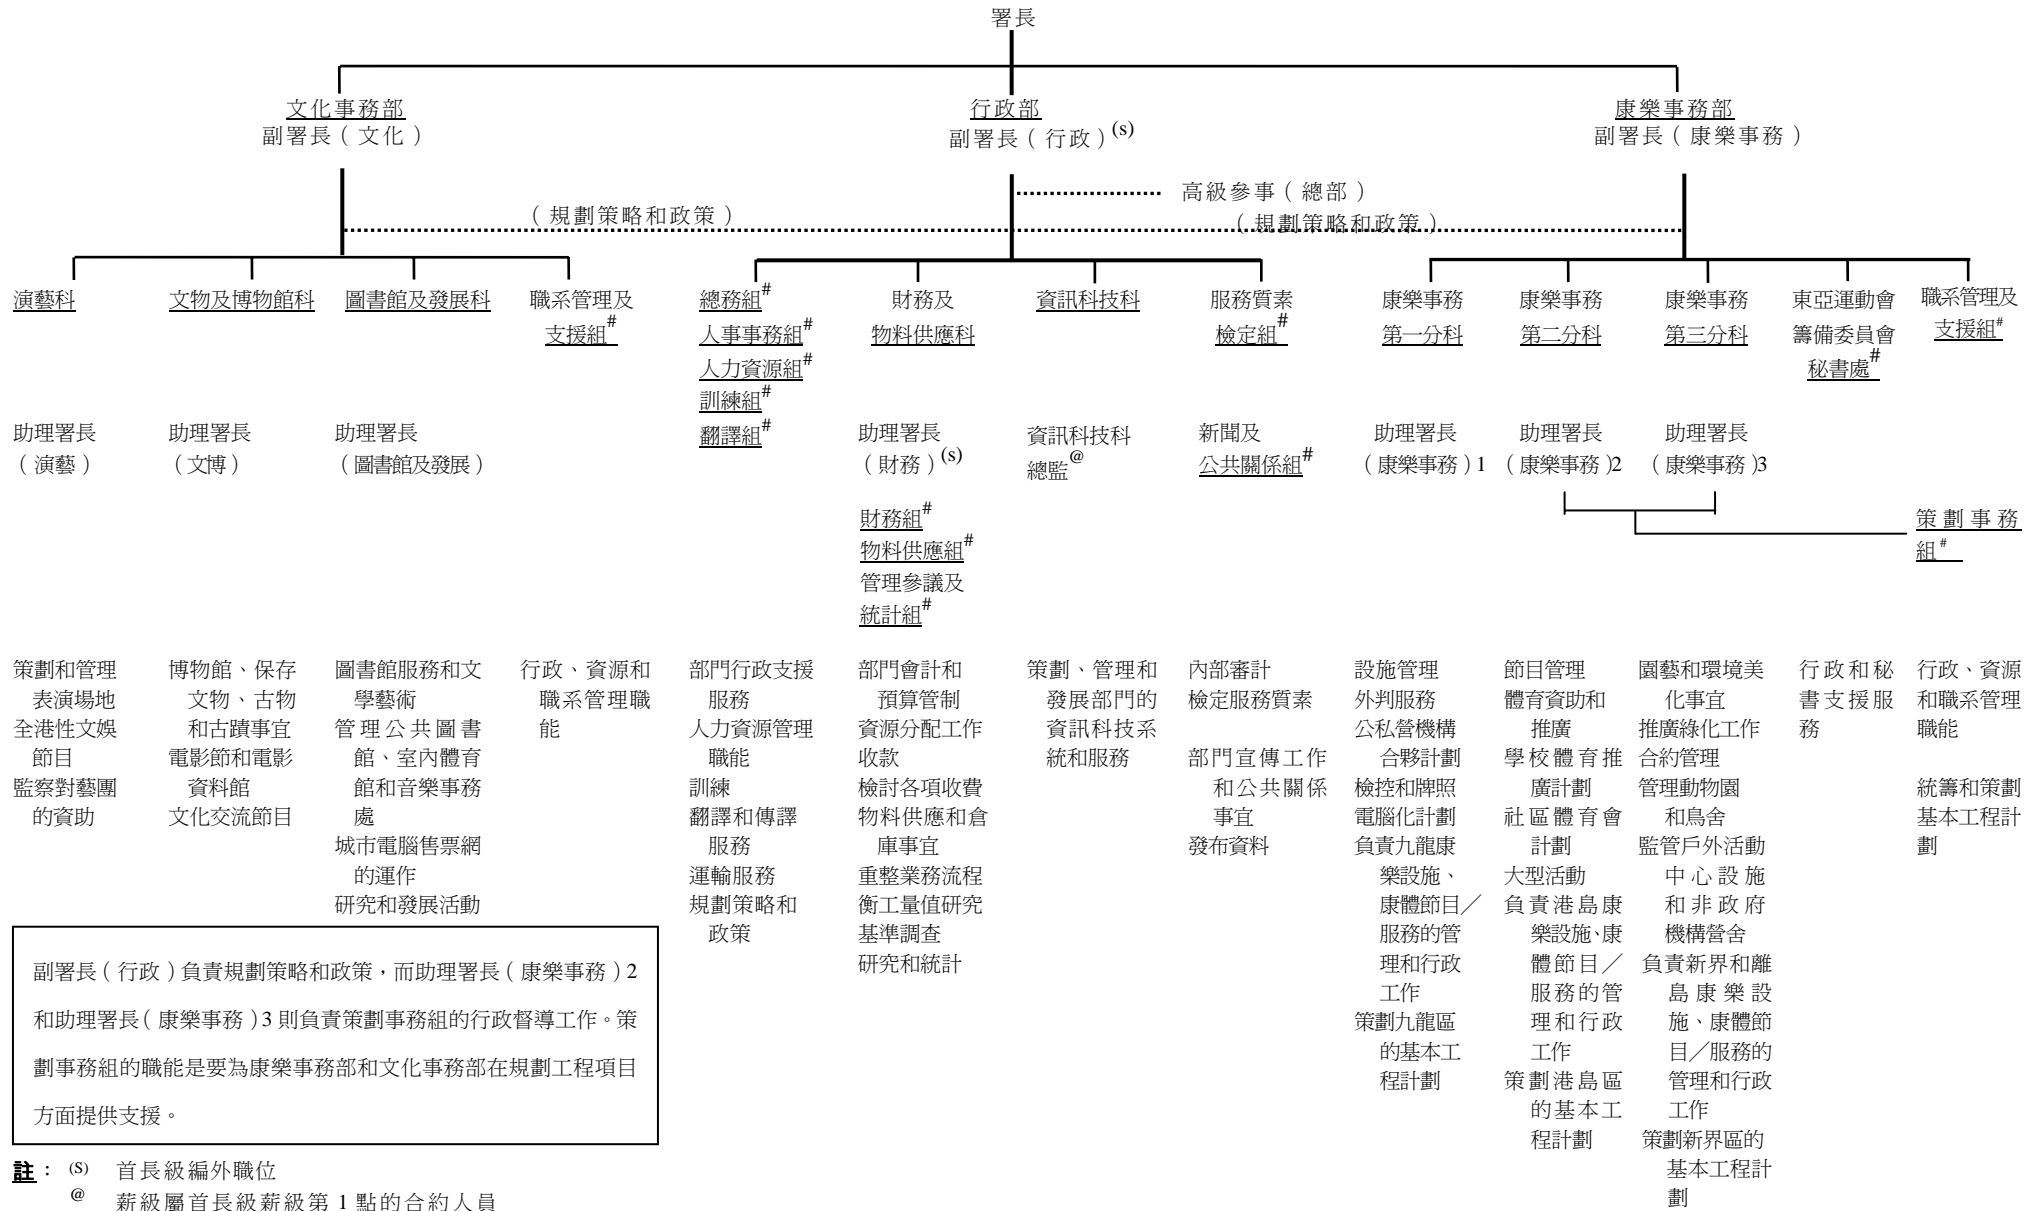 署長
文化事務部
副署長（文化）
行政部
副署長（行政）(s)
康樂事務部
副署長（康樂事務）
高級參事（總部）
（規劃策略和政策）
（規劃策略和政策）
演藝科
文物及博物館科
圖書館及發展科
職系管理及
支援組#
總務組#
人事事務組#
人力資源組#
訓練組#
翻譯組#
財務及
物料供應科
資訊科技科
服務質素
檢定組#
康樂事務
第一分科
康樂事務
第二分科
康樂事務
第三分科
東亞運動會
籌備委員會
秘書處#
職系管理及
支援組#
助理署長
（演藝）
助理署長
（文博）
助理署長
（圖書館及發展）
助理署長
（財務）(s)
財務組#
物料供應組#
管理參議及
統計組#
資訊科技科
總監@
新聞及
公共關係組#
助理署長
（康樂事務）1
助理署長
（康樂事務）2
助理署長
（康樂事務）3
策劃事務
組#
策劃和管理
表演場地
全港性文娛
節目
監察對藝團
的資助
博物館、保存
文物、古物
和古蹟事宜
電影節和電影
資料館
文化交流節目
圖書館服務和文
學藝術
管理公共圖書
館、室內體育
館和音樂事務
處
城市電腦售票網
的運作
研究和發展活動
行政、資源和
職系管理職
能
部門行政支援
服務
人力資源管理
職能
訓練
翻譯和傳譯
服務
運輸服務
規劃策略和
政策
部門會計和
預算管制
資源分配工作
收款
檢討各項收費
物料供應和倉
庫事宜
重整業務流程
衡工量值研究
基準調查
研究和統計
策劃、管理和
發展部門的
資訊科技系
統和服務
內部審計
檢定服務質素
部門宣傳工作
和公共關係
事宜
發布資料
設施管理
外判服務
公私營機構
合夥計劃
檢控和牌照
電腦化計劃
負責九龍康
樂設施、
康體節目／
服務的管
理和行政
工作
策劃九龍區
的基本工
程計劃
節目管理
體育資助和
推廣
學校體育推
廣計劃
社區體育會
計劃
大型活動
負責港島康
樂設施、康
體節目／
服務的管
理和行政
工作
策劃港島區
的基本工
程計劃
園藝和環境美
化事宜
推廣綠化工作
合約管理
管理動物園
和鳥舍
監管戶外活動
中心設施
和非政府
機構營舍
負責新界和離
島康樂設
施、康體節
目／服務的
管理和行政
工作
策劃新界區的
基本工程計
劃
行政和秘
書支援服
務
行政、資源
和職系管理
職能
統籌和策劃
基本工程計
劃
副署長（行政）負責規劃策略和政策，而助理署長（康樂事務）2
和助理署長（康樂事務）3 則負責策劃事務組的行政督導工作。策
劃事務組的職能是要為康樂事務部和文化事務部在規劃工程項目
方面提供支援。
註： (S) 首長級編外職位
@ 薪級屬首長級薪級第 1 點的合約人員